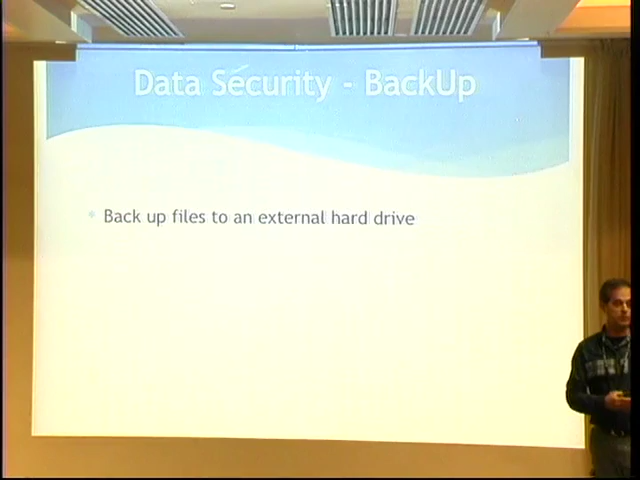 Data Security - BackUp
Back up files to an external hard drive